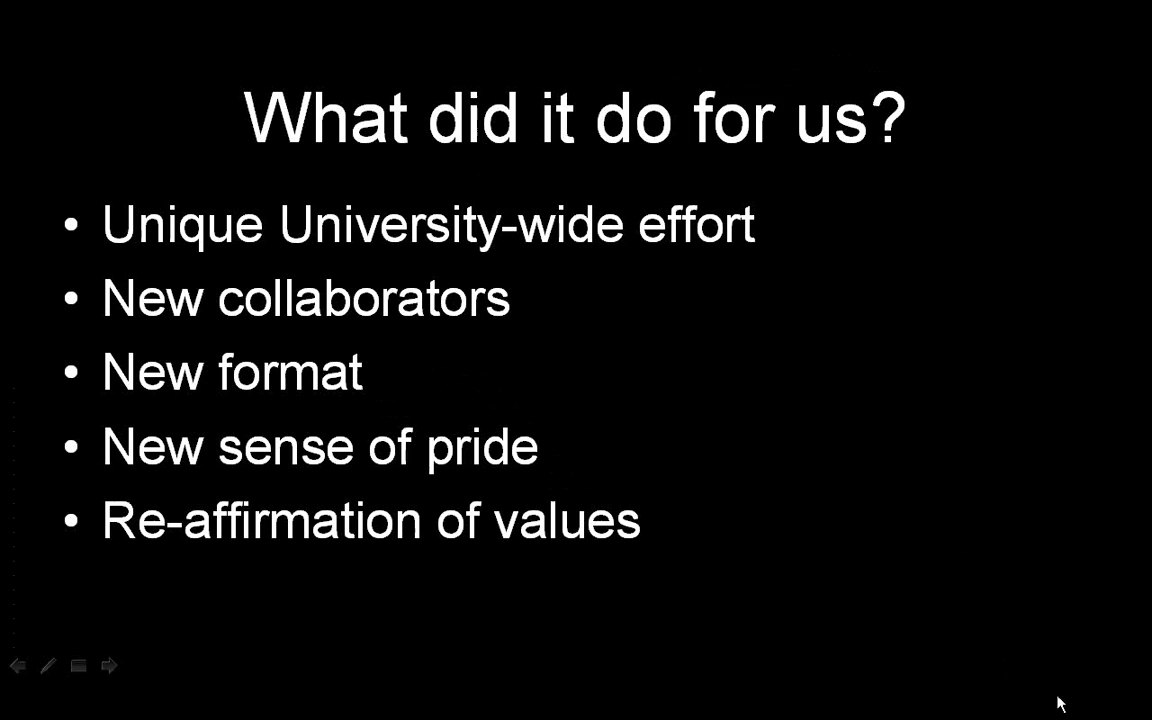 What did it do for us?
• Unique University-wide effort
• New collaborators
• New format
• New sense of pride
• Re-affirmation of values